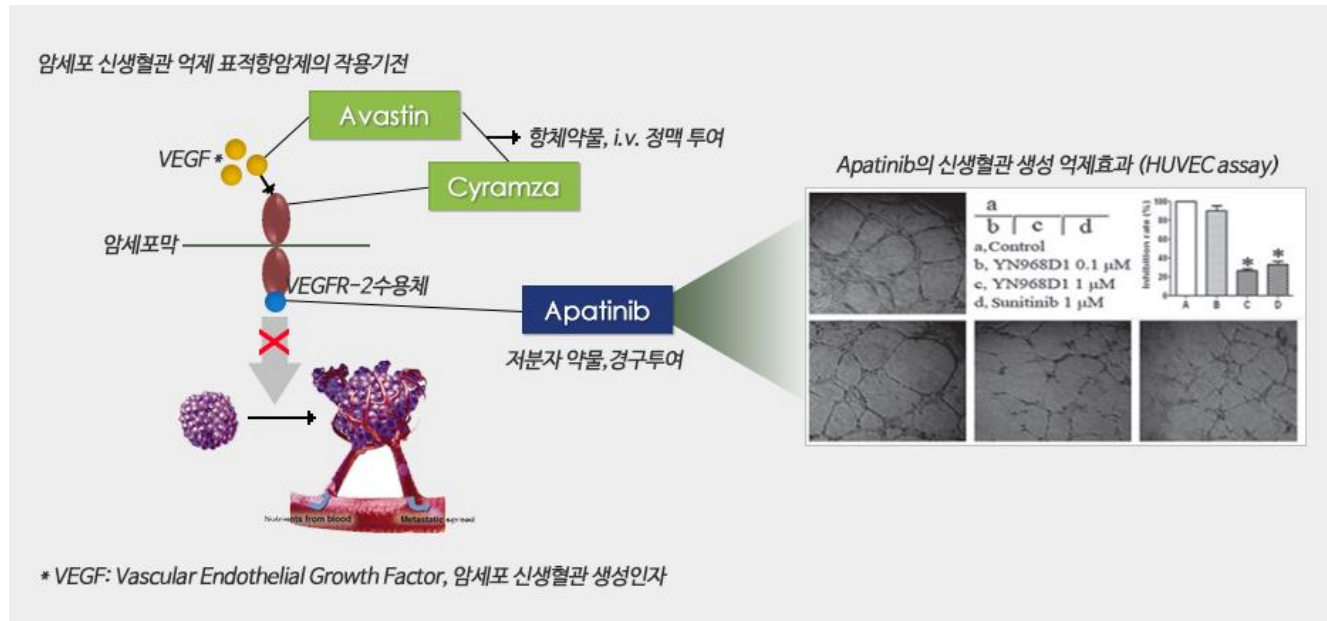 암세포 신생혈관 억제 표적항암제의 작용기전
Avastin
VEGF *
항체약물, i.v. 정맥 투여
Cyramza
암세포막
VEGFR-2수용체
Apatinib
저분자 약물,경구투여
Nutrients from blood
Metastatic spread
Apatinib의 신생혈관 생성 억제효과 (HUVEC assay)
a
b c d
a, Control
b, YN968D1 0.1 μM
c, YN968D1 1 μM
d, Sunitinib 1 μM
Inhibition rate (%)
100
80
60
40
20
0
* *
A B C D
* VEGF: Vascular Endothelial Growth Factor, 암세포 신생혈관 생성인자